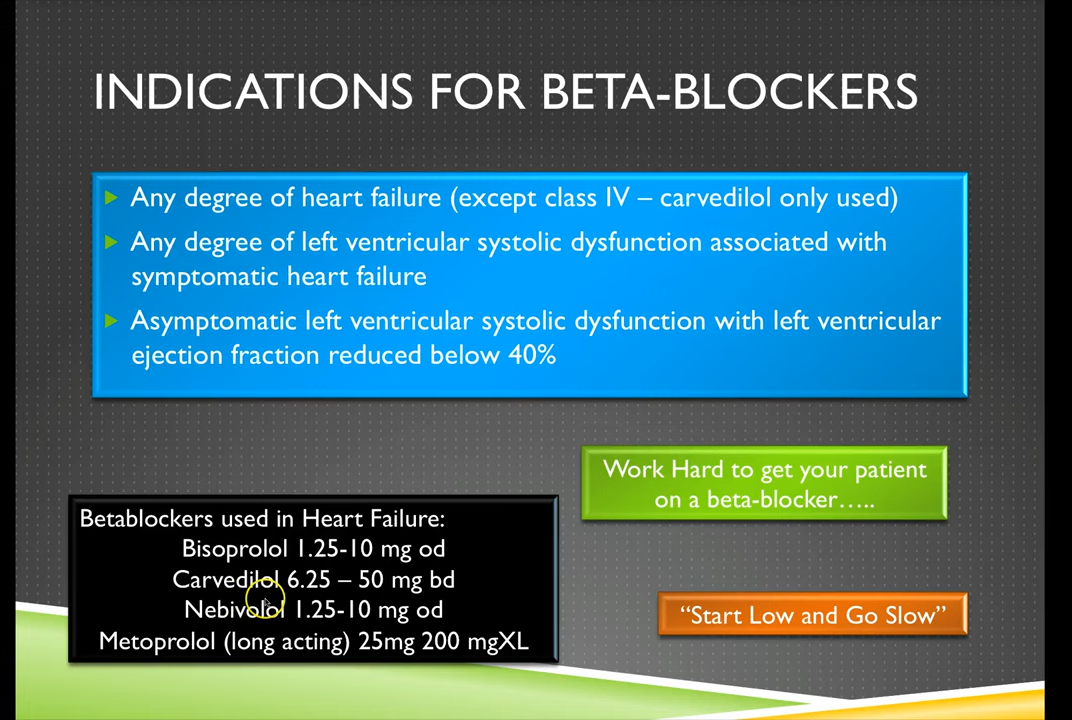 INDICATIONS FOR BETA-BLOCKERS
Any degree of heart failure (except class IV – carvedilol only used)
Any degree of left ventricular systolic dysfunction associated with
symptomatic heart failure
Asymptomatic left ventricular systolic dysfunction with left ventricular
ejection fraction reduced below 40%
Work Hard to get your patient
on a beta-blocker…..
Betablockers used in Heart Failure:
Bisoprolol 1.25-10 mg od
Carvedilol 6.25 – 50 mg bd
Nebivolol 1.25-10 mg od
Metoprolol (long acting) 25mg 200 mgXL
“Start Low and Go Slow”